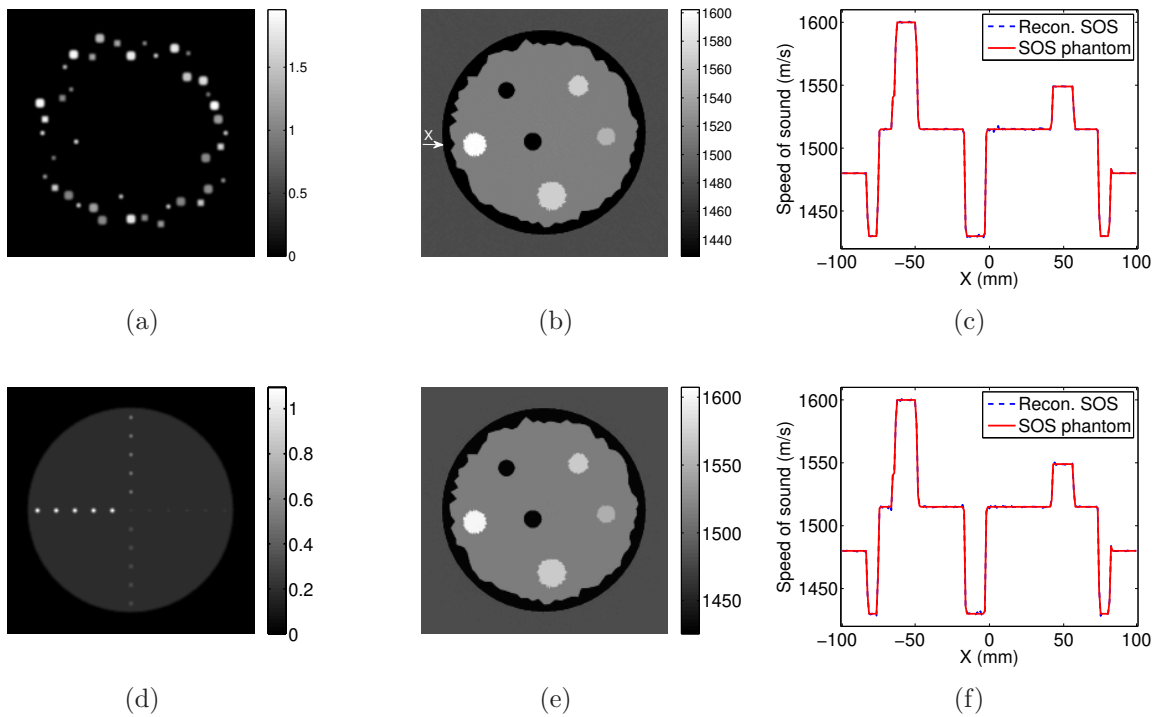 1.5
1
0.5
0
(a)
X
1600
1580
1560
1540
1520
1500
1480
1460
1440
(b)
1600
1550
1500
1450
Speed of sound (m/s)
Recon. SOS
SOS phantom
−100
−50
0
50
100
X (mm)
(c)
1
0.8
0.6
0.4
0.2
0
(d)
1600
1550
1500
1450
(e)
1600
1550
1500
1450
Speed of sound (m/s)
Recon. SOS
SOS phantom
−100
−50
0
50
100
X (mm)
(f)